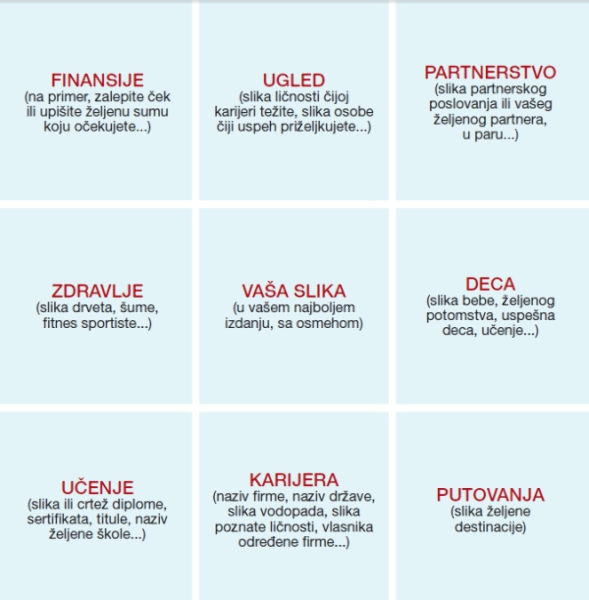 FINANSIJE
(na primer, zalepite ček
ili upišite željenu sumu
koju očekujete...)
UGLED
(slika ličnosti čijoj
karijeri težite, slika osobe
čiji uspeh priželjkujete...)
PARTNERSTVO
(slika partnerskog
poslovanja ili vašeg
željenog partnera,
u paru...)
ZDRAVLJE
(slika drveta, šume,
fitnes sportiste...)
VAŠA SLIKA
(u vašem najboljem
izdanju, sa osmehom)
DECA
(slika bebe, željenog
potomstva, uspešna
deca, učenje...)
UČENJE
(slika ili crtež diplome,
sertifikata, titule, naziv
željene škole...)
KARIJERA
(naziv firme, naziv države,
slika vodopada, slika
poznate ličnosti, vlasnika
određene firme...)
PUTOVANJA
(slika željene
destinacije)